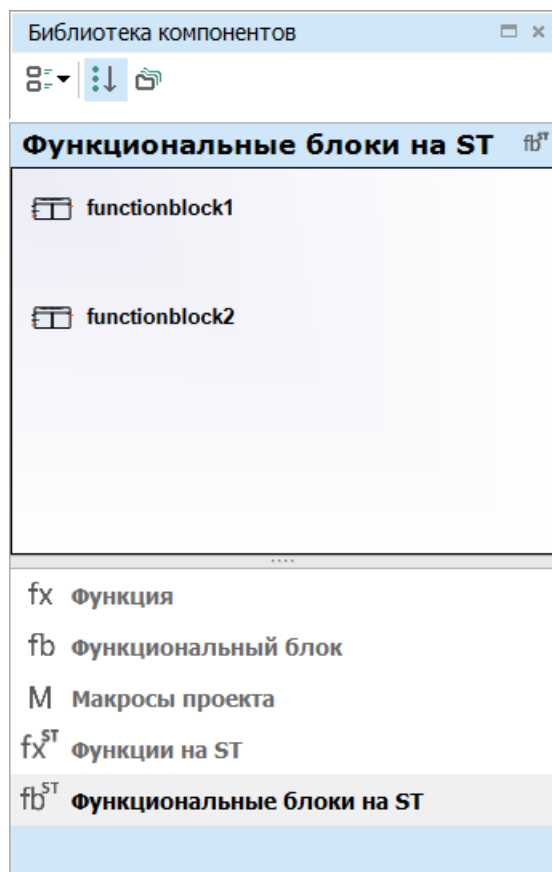 Библиотека компонентов
Функциональные блоки на ST fb ST
functionblock1
functionblock2
fx Функция
fb Функциональный блок
M Макросы проекта
fx ST Функции на ST
fb ST Функциональные блоки на ST